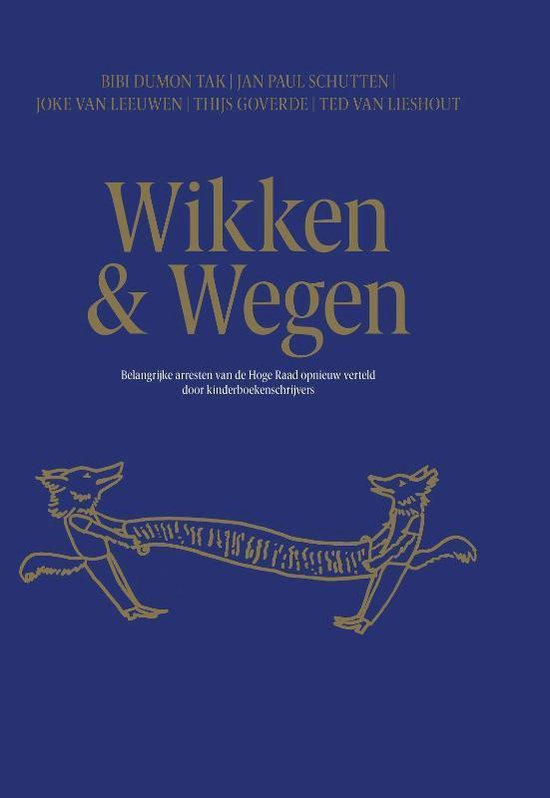 BIBI DUMON TAK | JAN PAUL SCHUTTEN |
JOKE VAN LEEUWEN | THIJS GOVERDE | TED VAN LIESHOUT
Wikken
& Wegen
Belangrijke arresten van de Hoge Raad opnieuw verteld
door kinderboekenschrijvers